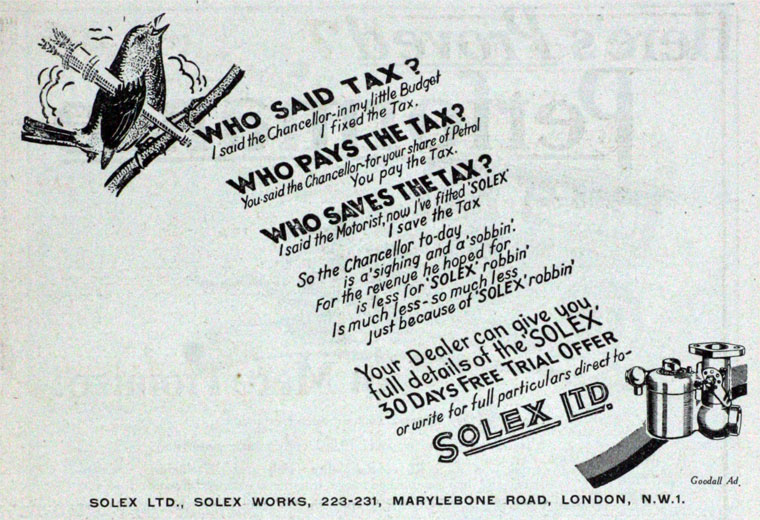 WHO SAID TAX?
I said the Chancellor-in my little Budget
I fixed the Tax.
WHO PAYS THE TAX?
You-said the Chancellor-for your share of Petrol
You pay the Tax.
WHO SAVES THE TAX?
I said the Motorist, now I've fitted 'SOLEX'
I save the Tax
So the Chancellor to-day
is a 'sighing and a 'sobbin'.
For the revenue he hoped for
is less for 'SOLEX' robbin'
Is much less - so much less
Just because of 'SOLEX' robbin'
Your Dealer can give you,
full details of the 'SOLEX'
30 DAYS FREE TRIAL OFFER
or write for full particulars direct to-
SOLEX LTD.
Goodall Ad.
SOLEX LTD., SOLEX WORKS, 223-231, MARYLEBONE ROAD, LONDON, N.W.1.